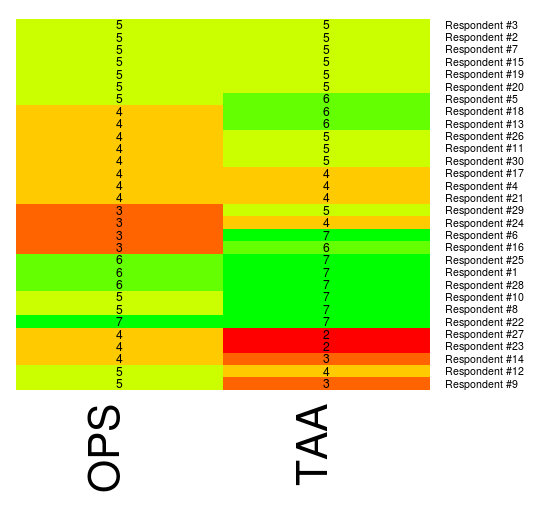 5 5 Respondent #3
5 5 Respondent #2
5 5 Respondent #7
5 5 Respondent #15
5 5 Respondent #19
5 5 Respondent #20
5 6 Respondent #5
4 6 Respondent #18
4 6 Respondent #13
4 5 Respondent #26
4 5 Respondent #11
4 5 Respondent #30
4 4 Respondent #17
4 4 Respondent #4
4 4 Respondent #21
3 5 Respondent #29
3 4 Respondent #24
3 7 Respondent #6
3 6 Respondent #16
6 7 Respondent #25
6 7 Respondent #1
6 7 Respondent #28
5 7 Respondent #10
5 7 Respondent #8
7 7 Respondent #22
4 2 Respondent #27
4 2 Respondent #23
4 3 Respondent #14
5 4 Respondent #12
5 3 Respondent #9
OPS TAA